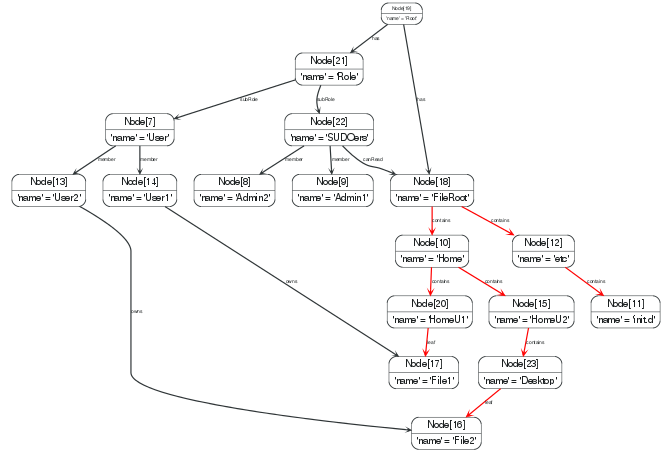 Node[19]
'name' = 'Root'
has
Node[21]
'name' = 'Role'
subRole
subRole
has
Node[7]
'name' = 'User'
Node[22]
'name' = 'SUDOers'
member
member
member
member
canRead
Node[13]
'name' = 'User2'
Node[14]
'name' = 'User1'
Node[8]
'name' = 'Admin2'
Node[9]
'name' = 'Admin1'
Node[18]
'name' = 'FileRoot'
contains
contains
Node[10]
'name' = 'Home'
Node[12]
'name' = 'etc'
owns
contains
contains
contains
Node[20]
'name' = 'HomeU1'
Node[15]
'name' = 'HomeU2'
Node[11]
'name' = 'init.d'
owns
leaf
contains
Node[17]
'name' = 'File1'
Node[23]
'name' = 'Desktop'
leaf
Node[16]
'name' = 'File2'